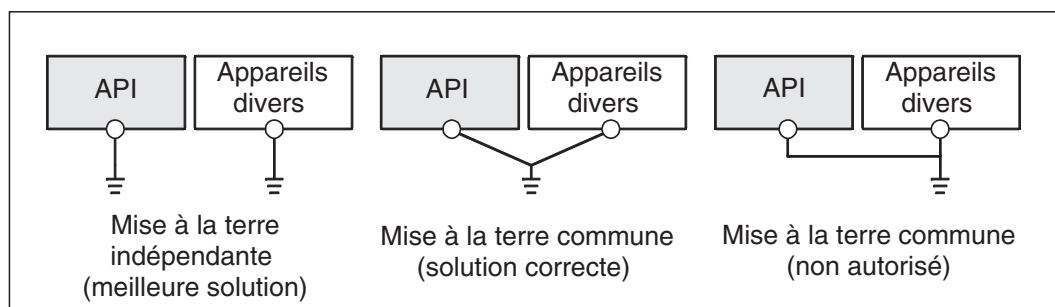 API
Appareils
divers
API
Appareils
divers
API
Appareils
divers
Mise à la terre
indépendante
(meilleure solution)
Mise à la terre commune
(solution correcte)
Mise à la terre commune
(non autorisé)